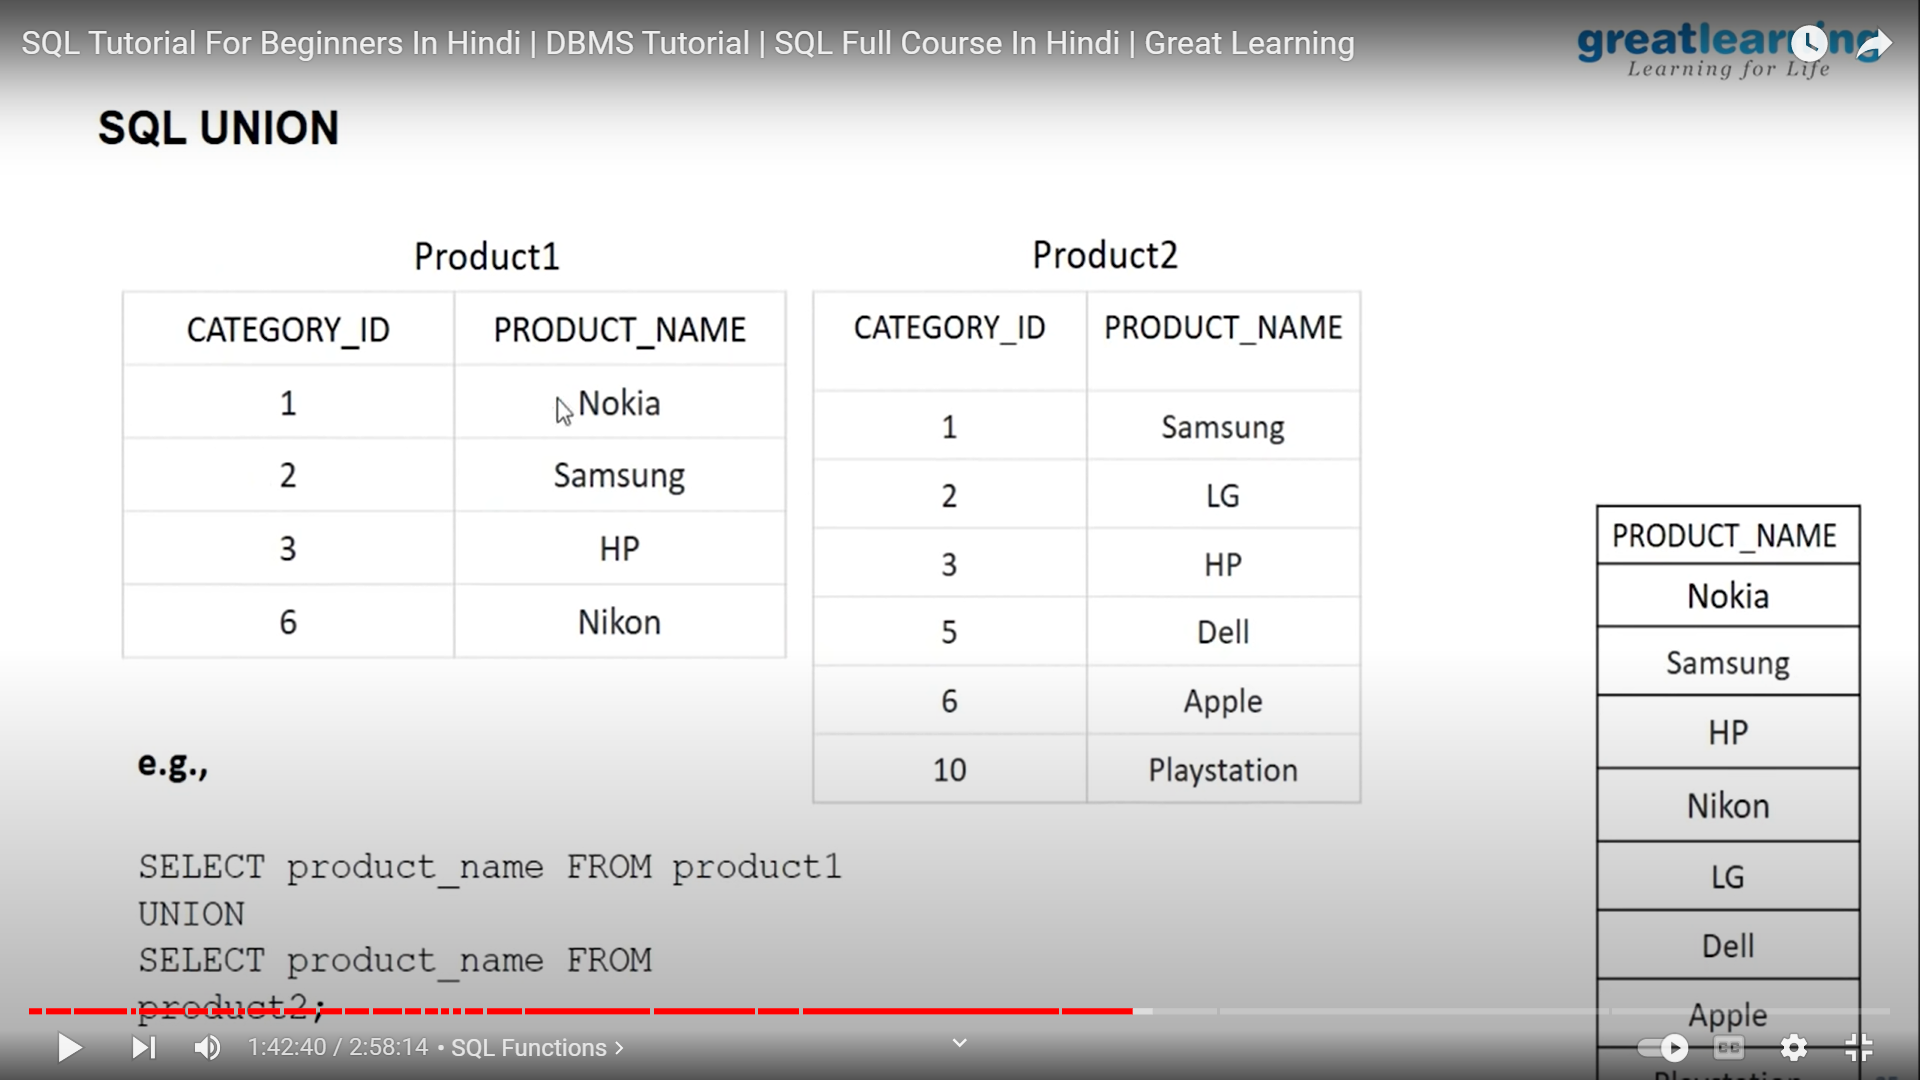 SQL Tutorial For Beginners In Hindi | DBMS Tutorial | SQL Full Course In Hindi | Great Learning
greatlearning
Learning for Life
SQL UNION
Product1
CATEGORY_ID PRODUCT_NAME
1 Nokia
2 Samsung
3 HP
6 Nikon
Product2
CATEGORY_ID PRODUCT_NAME
1 Samsung
2 LG
3 HP
5 Dell
6 Apple
10 Playstation
PRODUCT_NAME
Nokia
Samsung
HP
Nikon
LG
Dell
Apple
Playstation
e.g.,
SELECT product_name FROM product1
UNION
SELECT product_name FROM
product2;
1:42:40 / 2:58:14 • SQL Functions
CC